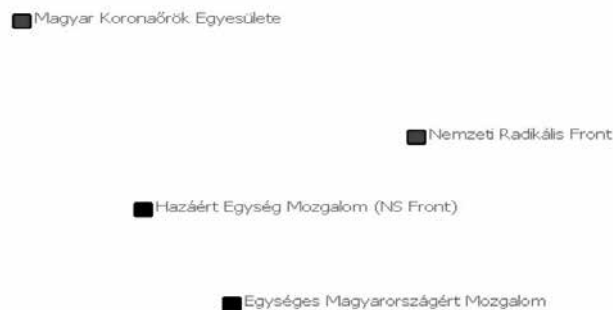 Magyar Koronaőrök Egyesülete
Nemzeti Radikális Front
Hazáért Egység Mozgalom (NS Front)
Egységes Magyarországért Mozgalom